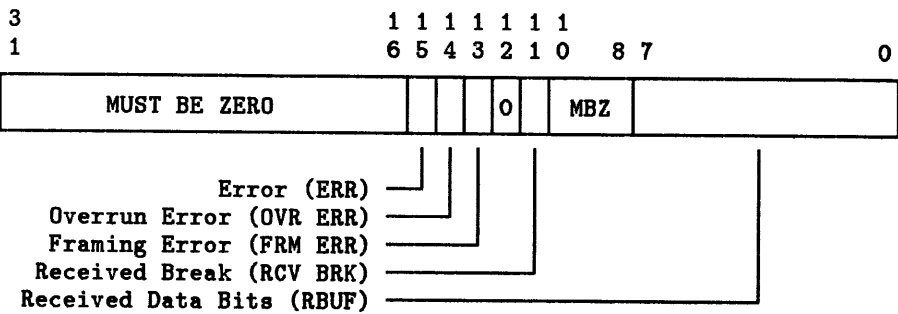 3 1 1 1 1 1 1 1
1 6 5 4 3 2 1 0 8 7 0
MUST BE ZERO 0 MBZ
Error (ERR)
Overrun Error (OVR ERR)
Framing Error (FRM ERR)
Received Break (RCV BRK)
Received Data Bits (RBUF)